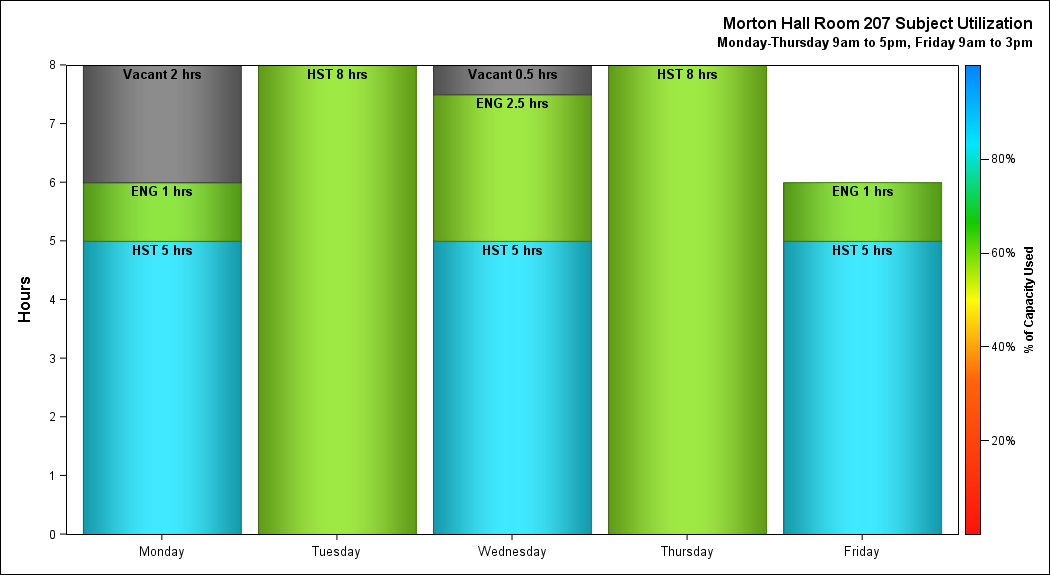 Morton Hall Room 207 Subject Utilization
Monday-Thursday 9am to 5pm, Friday 9am to 3pm
Hours
8
7
6
5
4
3
2
1
0
Vacant 2 hrs
ENG 1 hrs
HST 5 hrs
HST 8 hrs
Vacant 0.5 hrs
ENG 2.5 hrs
HST 5 hrs
HST 8 hrs
ENG 1 hrs
HST 5 hrs
Monday
Tuesday
Wednesday
Thursday
Friday
80%
60%
40%
20%
% of Capacity Used